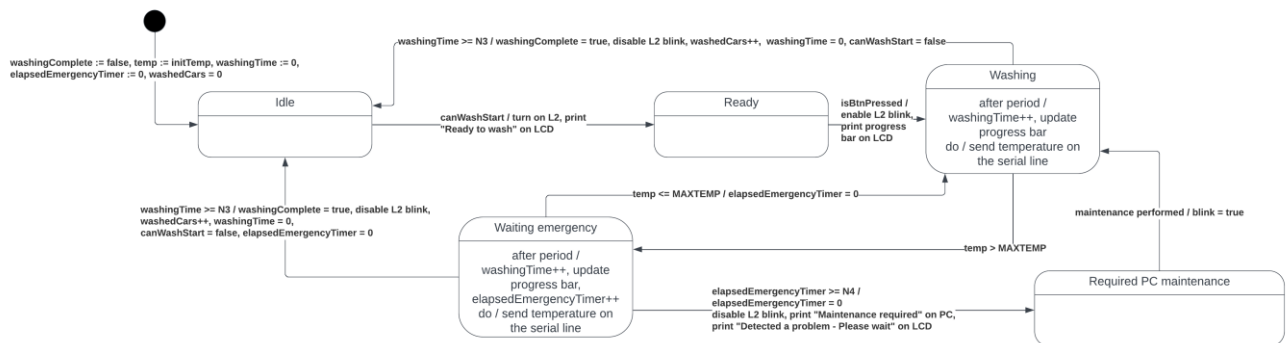 washingTime >= N3 / washingComplete = true, disable L2 blink, washedCars++,  washingTime = 0, canWashStart = false
washingComplete := false, temp := initTemp, washingTime := 0,
elapsedEmergencyTimer := 0, washedCars = 0
Idle
canWashStart / turn on L2, print
"Ready to wash" on LCD
Ready
isBtnPressed /
enable L2 blink,
print progress
bar on LCD
Washing
after period /
washingTime++, update
progress bar
do / send temperature on
the serial line
temp <= MAXTEMP / elapsedEmergencyTimer = 0
washingTime >= N3 / washingComplete = true, disable L2 blink,
washedCars++, washingTime = 0,
canWashStart = false, elapsedEmergencyTimer = 0
Waiting emergency
after period /
washingTime++, update
progress bar,
elapsedEmergencyTimer++
do / send temperature on
the serial line
temp > MAXTEMP
maintenance performed / blink = true
elapsedEmergencyTimer >= N4 /
elapsedEmergencyTimer = 0
disable L2 blink, print "Maintenance required" on PC,
print "Detected a problem - Please wait" on LCD
Required PC maintenance